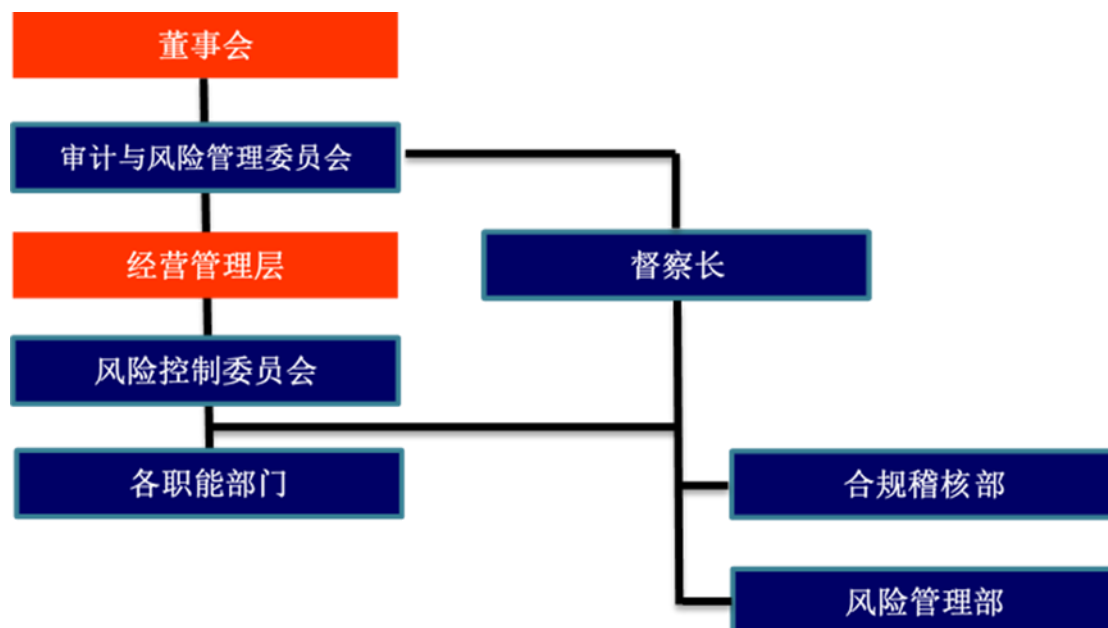 董事会
审计与风险管理委员会
经营管理层
督察长
风险控制委员会
各职能部门
合规稽核部
风险管理部